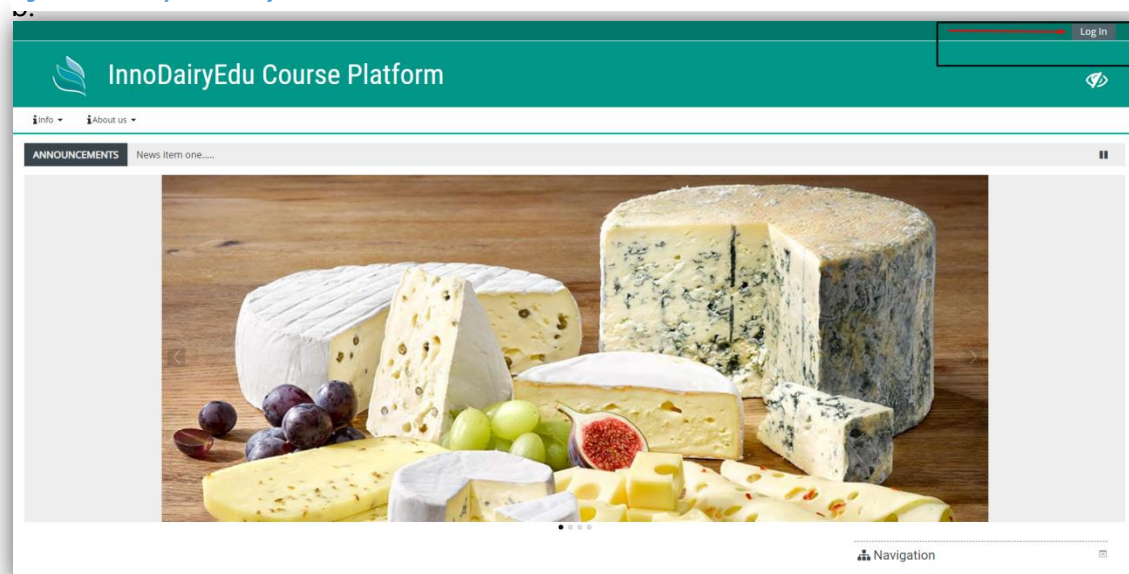 b.
Log In
InnoDairyEdu Course Platform
Info
About us
ANNOUNCEMENTS
News item one.....
Navigation